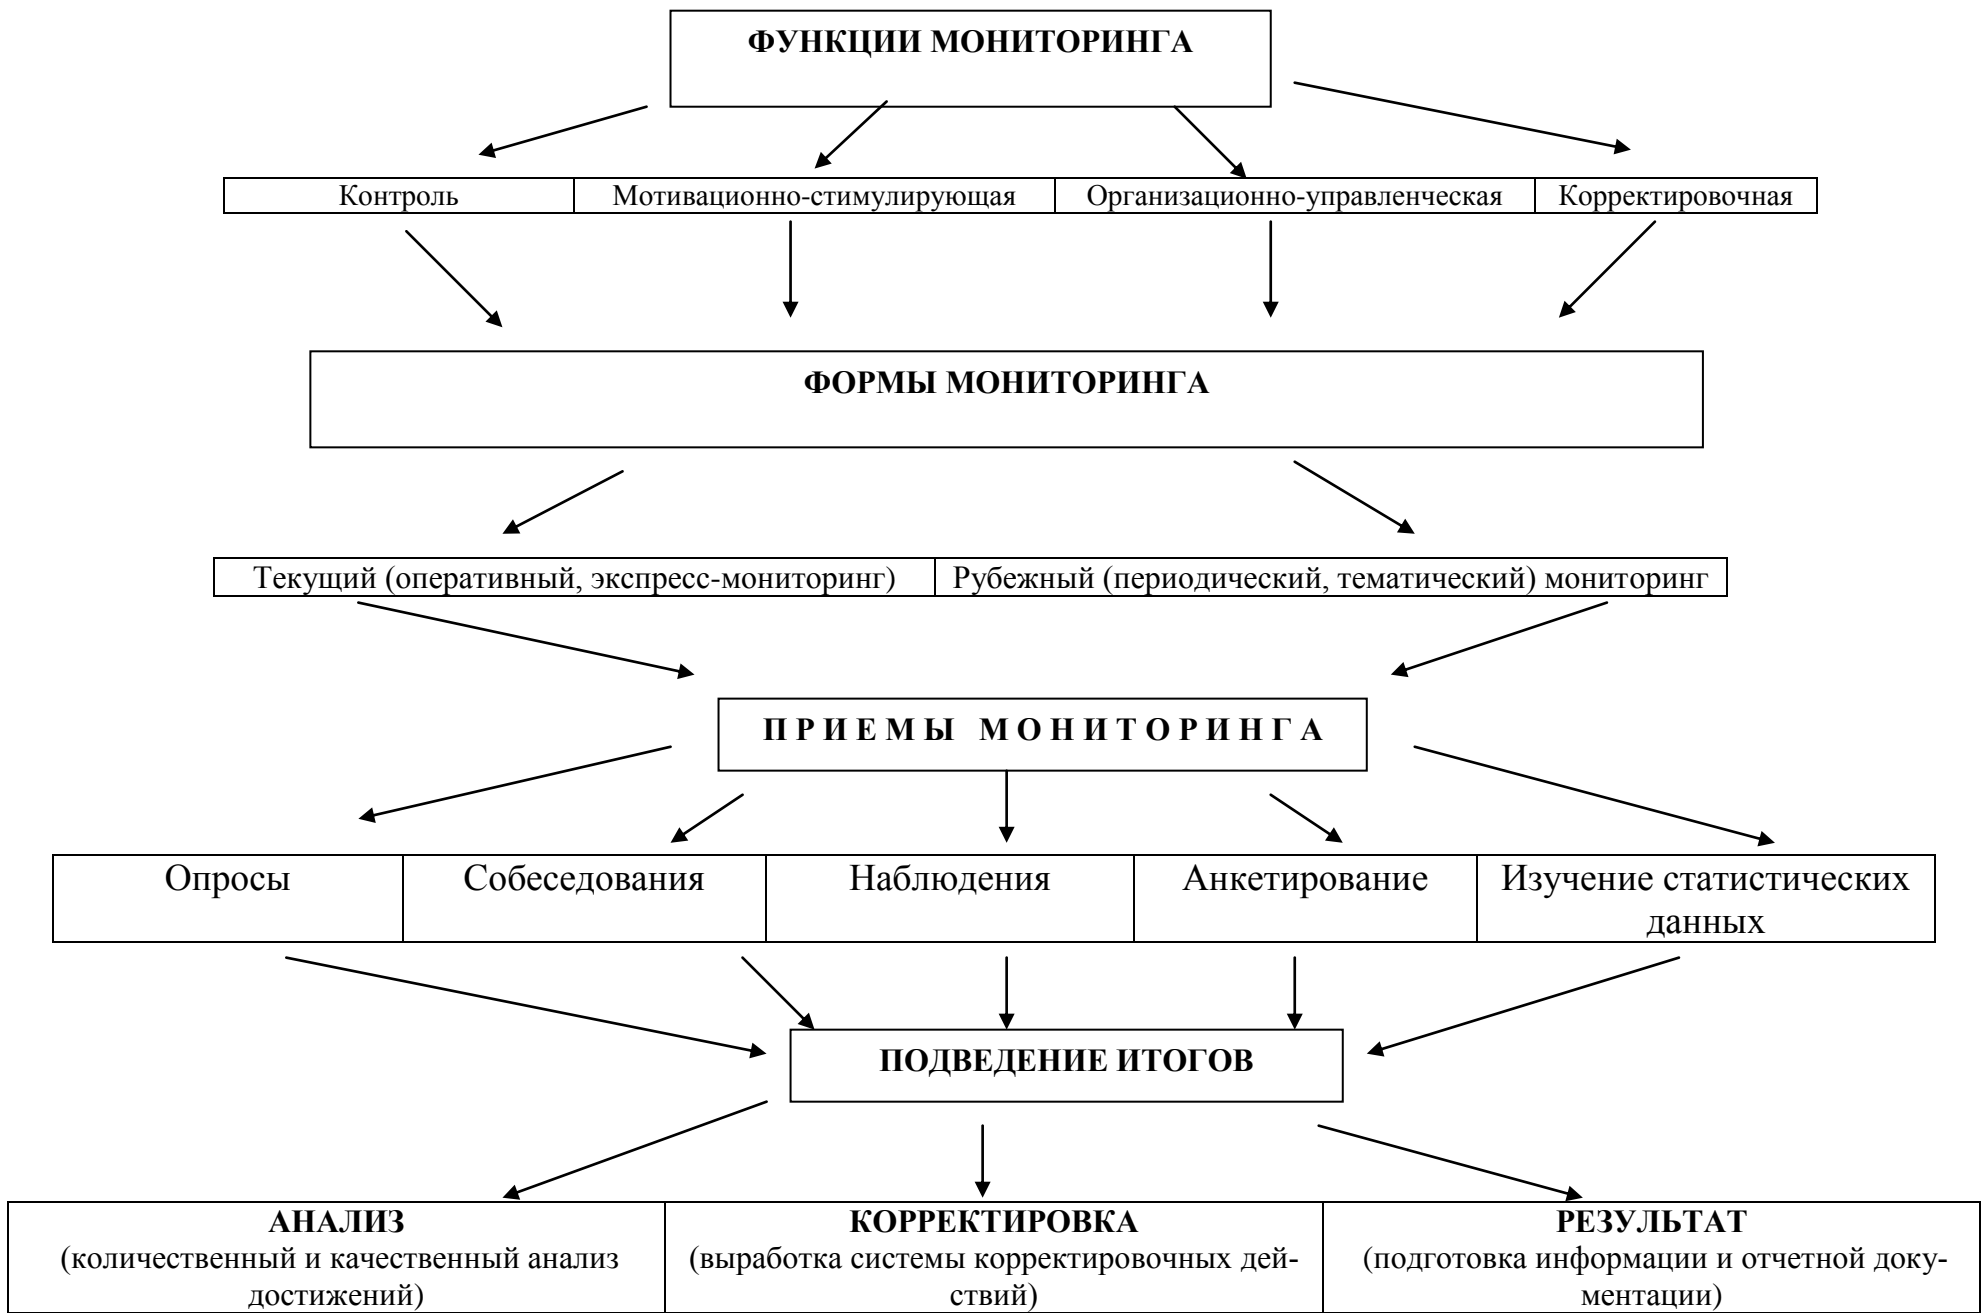 ФУНКЦИИ МОНИТОРИНГА
Контроль
Мотивационно-стимулирующая
Организационно-управленческая
Корректировочная
ФОРМЫ МОНИТОРИНГА
Текущий (оперативный, экспресс-мониторинг)
Рубежный (периодический, тематический) мониторинг
П Р И Е М Ы М О Н И Т О Р И Н Г А
Опросы
Собеседования
Наблюдения
Анкетирование
Изучение статистических
данных
ПОДВЕДЕНИЕ ИТОГОВ
АНАЛИЗ
(количественный и качественный анализ
достижений)
КОРРЕКТИРОВКА
(выработка системы корректировочных дей-
ствий)
РЕЗУЛЬТАТ
(подготовка информации и отчетной доку-
ментации)